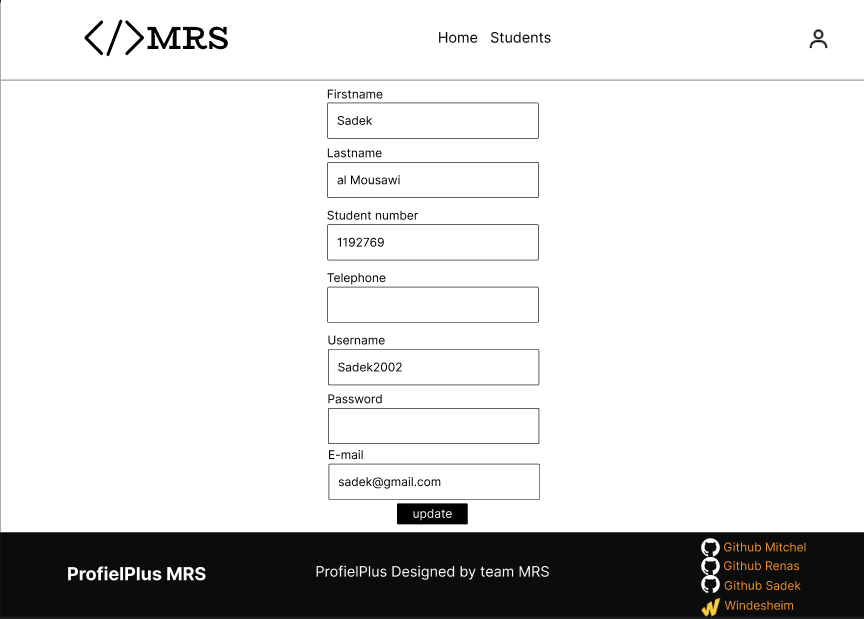 </>MRS
Home Students
Firstname
Sadek
Lastname
al Mousawi
Student number
1192769
Telephone
Username
Sadek2002
Password
E-mail
sadek@gmail.com
update
ProfielPlus MRS
ProfielPlus Designed by team MRS
Github Mitchel
Github Renas
Github Sadek
Windesheim